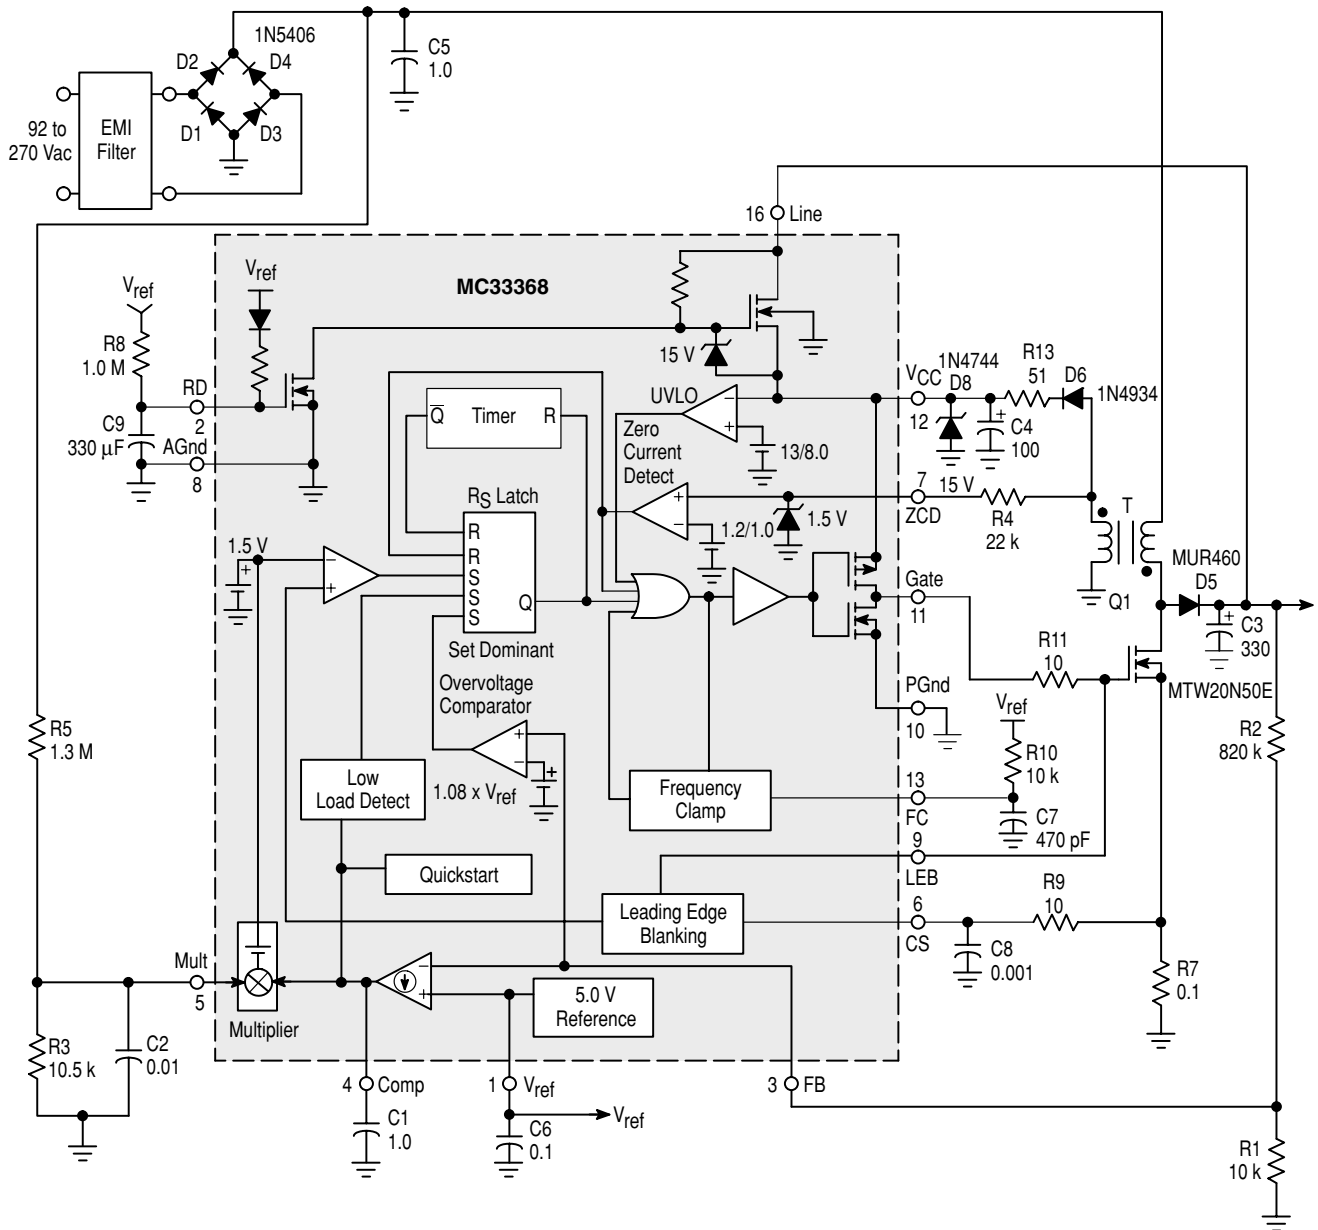 1N5406
D2
D4
D1
D3
C5
1.0
EMI
Filter
92 to
270 Vac
16
Line
MC33368
Vref
Vref
R8
1.0 M
RD
2
C9
330 µF
AGnd
8
15 V
UVLO
13/8.0
VCC
12
1N4744
D8
R13
51
D6
1N4934
C4
100
+
Q
Timer
R
Zero
Current
Detect
1.2/1.0
1.5 V
7
ZCD
15 V
R4
22 k
T
RS Latch
R
R
S
S
S
Q
Set Dominant
1.5 V
+
−
+
−
+
+
−
Gate
11
Q1
MUR460
D5
C3
330
+
R11
10
MTW20N50E
PGnd
10
Vref
R10
10 k
13
FC
C7
470 pF
9
LEB
R2
820 k
R5
1.3 M
Overvoltage
Comparator
+
−
+
1.08 x Vref
Low
Load Detect
Frequency
Clamp
Quickstart
Leading Edge
Blanking
6
CS
R9
10
C8
0.001
R7
0.1
Mult
5
Multiplier
−
+
5.0 V
Reference
R3
10.5 k
C2
0.01
4
Comp
1
Vref
3
FB
C1
1.0
C6
0.1
Vref
R1
10 k